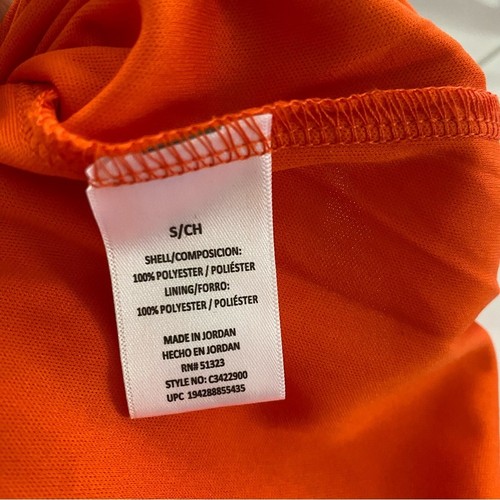 S/CH
SHELL/COMPOSICION:
100% POLYESTER / POLIÉSTER
LINING/FORRO:
100% POLYESTER / POLIÉSTER
MADE IN JORDAN
HECHO EN JORDAN
RN# 51323
STYLE NO: C3422900
UPC 194288855435